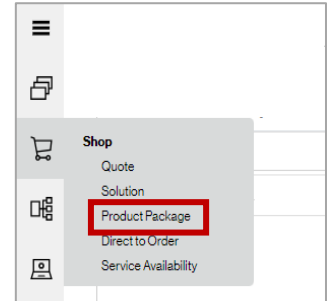 Shop
Quote
Solution
Product Package
Direct to Order
Service Availability